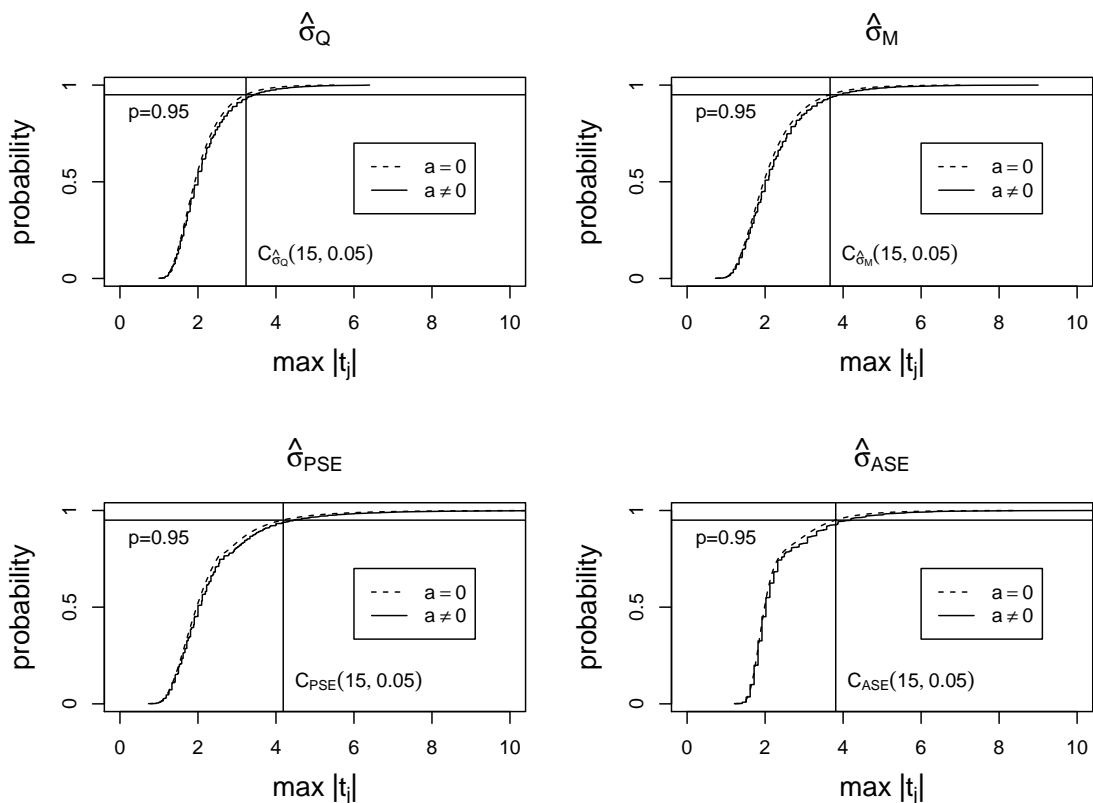 σ̂_Q
probability
0 0.5 1
p=0.95
a = 0
a ≠ 0
C_σ̂_Q(15, 0.05)
0 2 4 6 8 10
max |t_j|
σ̂_M
probability
0 0.5 1
p=0.95
a = 0
a ≠ 0
C_σ̂_M(15, 0.05)
0 2 4 6 8 10
max |t_j|
σ̂_PSE
probability
0 0.5 1
p=0.95
a = 0
a ≠ 0
C_PSE(15, 0.05)
0 2 4 6 8 10
max |t_j|
σ̂_ASE
probability
0 0.5 1
p=0.95
a = 0
a ≠ 0
C_ASE(15, 0.05)
0 2 4 6 8 10
max |t_j|